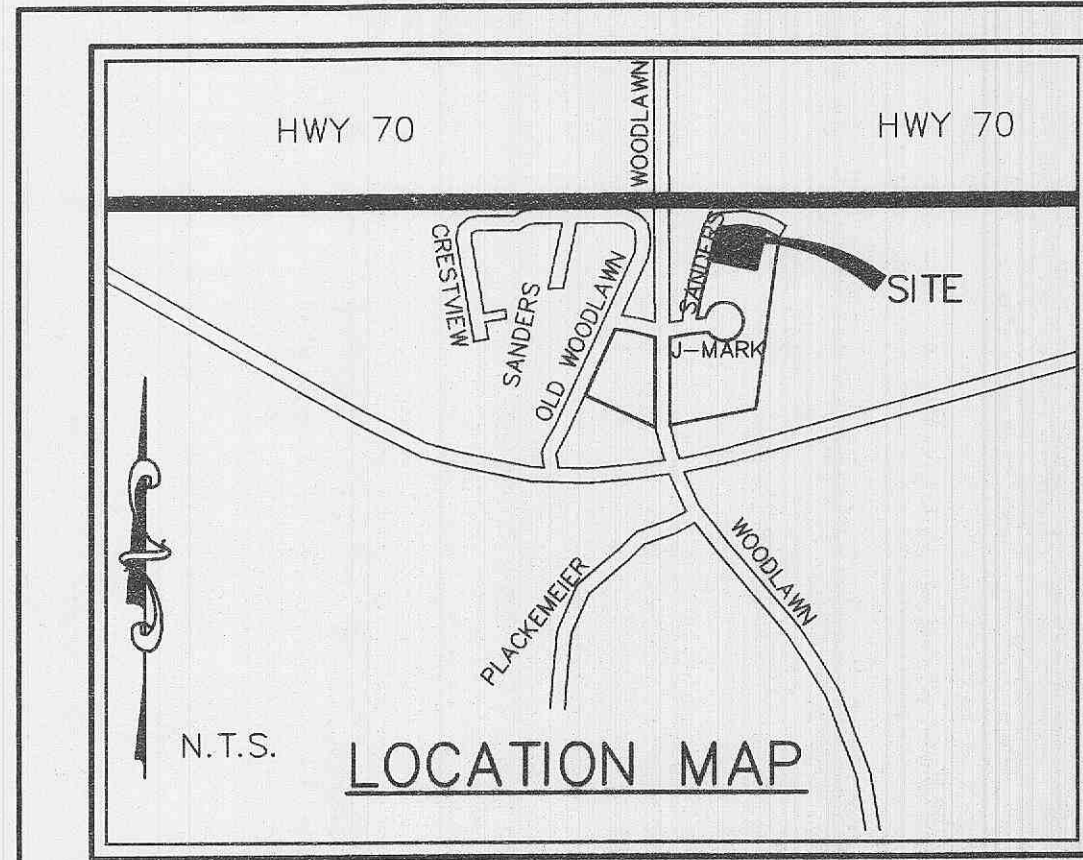 WOODLAWN
HWY 70
HWY 70
CRESTVIEW
SANDERS
OLD WOODLAWN
SANDERS
SITE
J-MARK
PLACKEMEIER
WOODLAWN
N.T.S.
LOCATION MAP